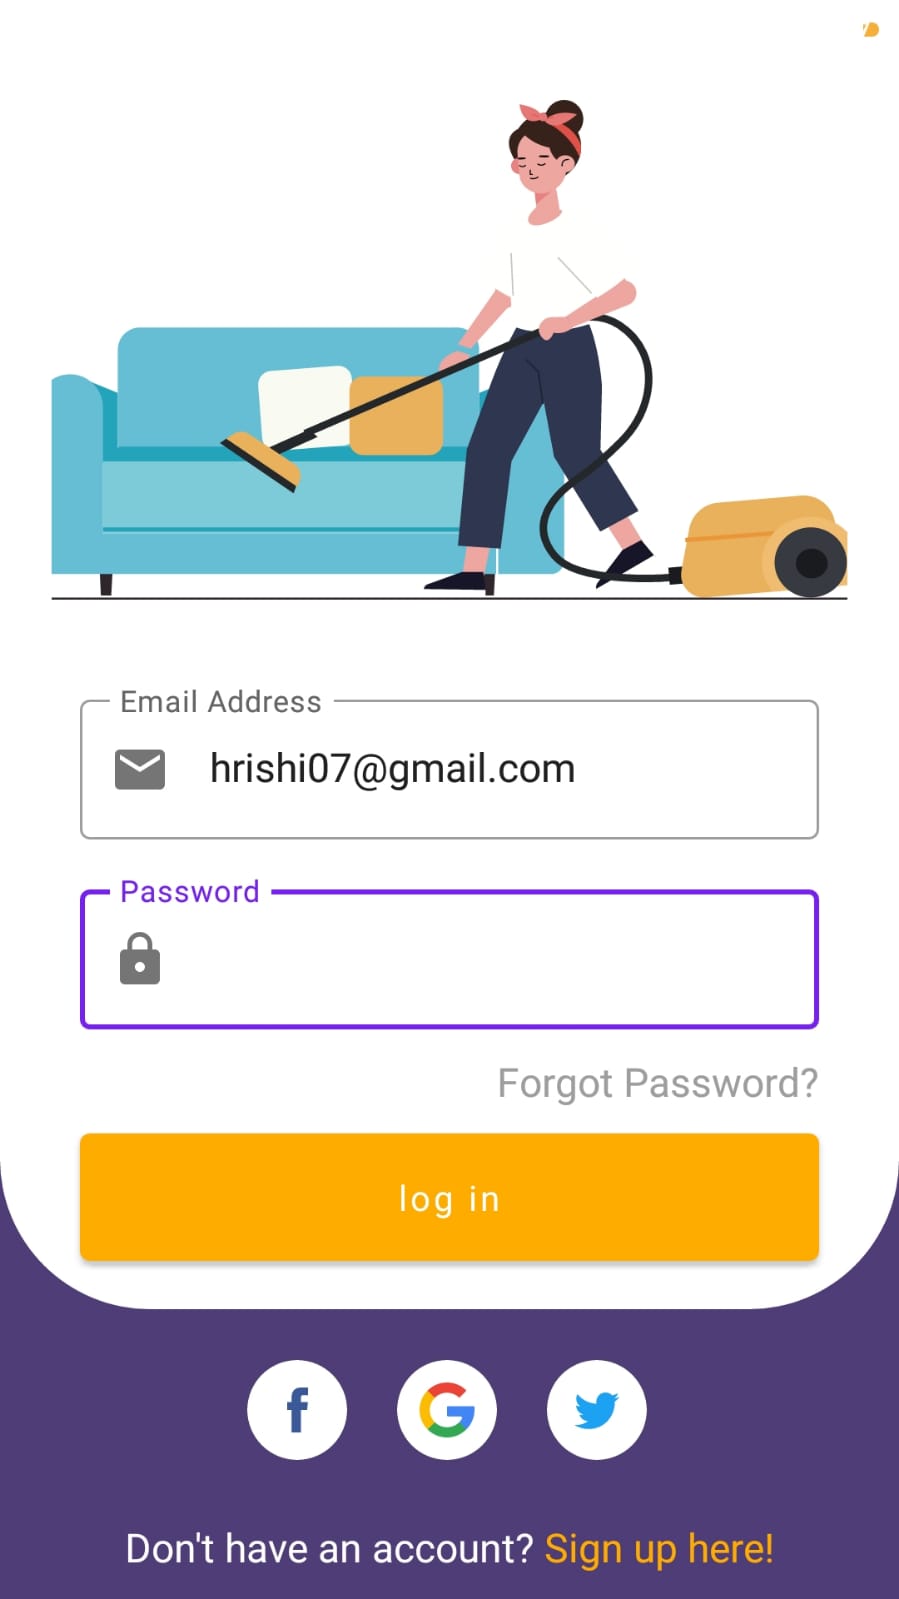 Email Address
hrishi07@gmail.com
Password
Forgot Password?
log in
Don't have an account? Sign up here!